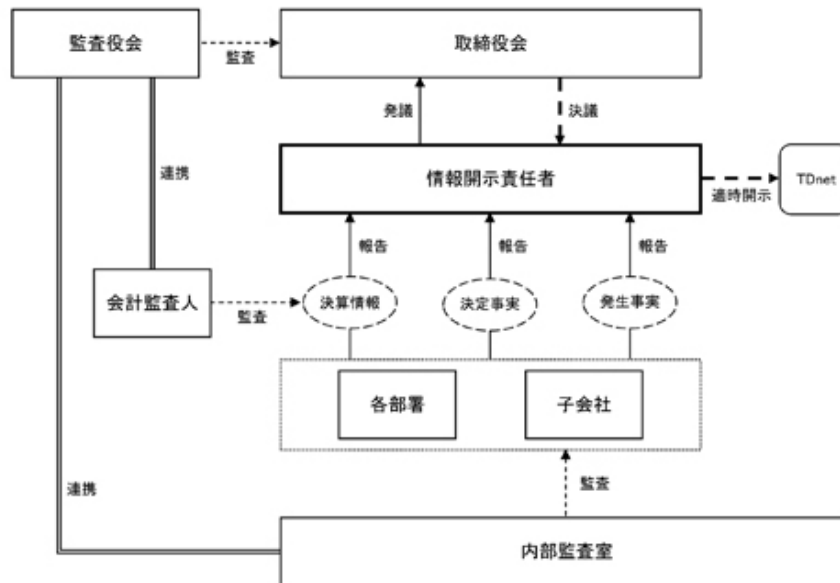 監査役会
監査
取締役会
発議
決議
連携
情報開示責任者
適時開示
TDnet
報告
報告
報告
会計監査人
監査
決算情報
決定事実
発生事実
各部署
子会社
連携
監査
内部監査室